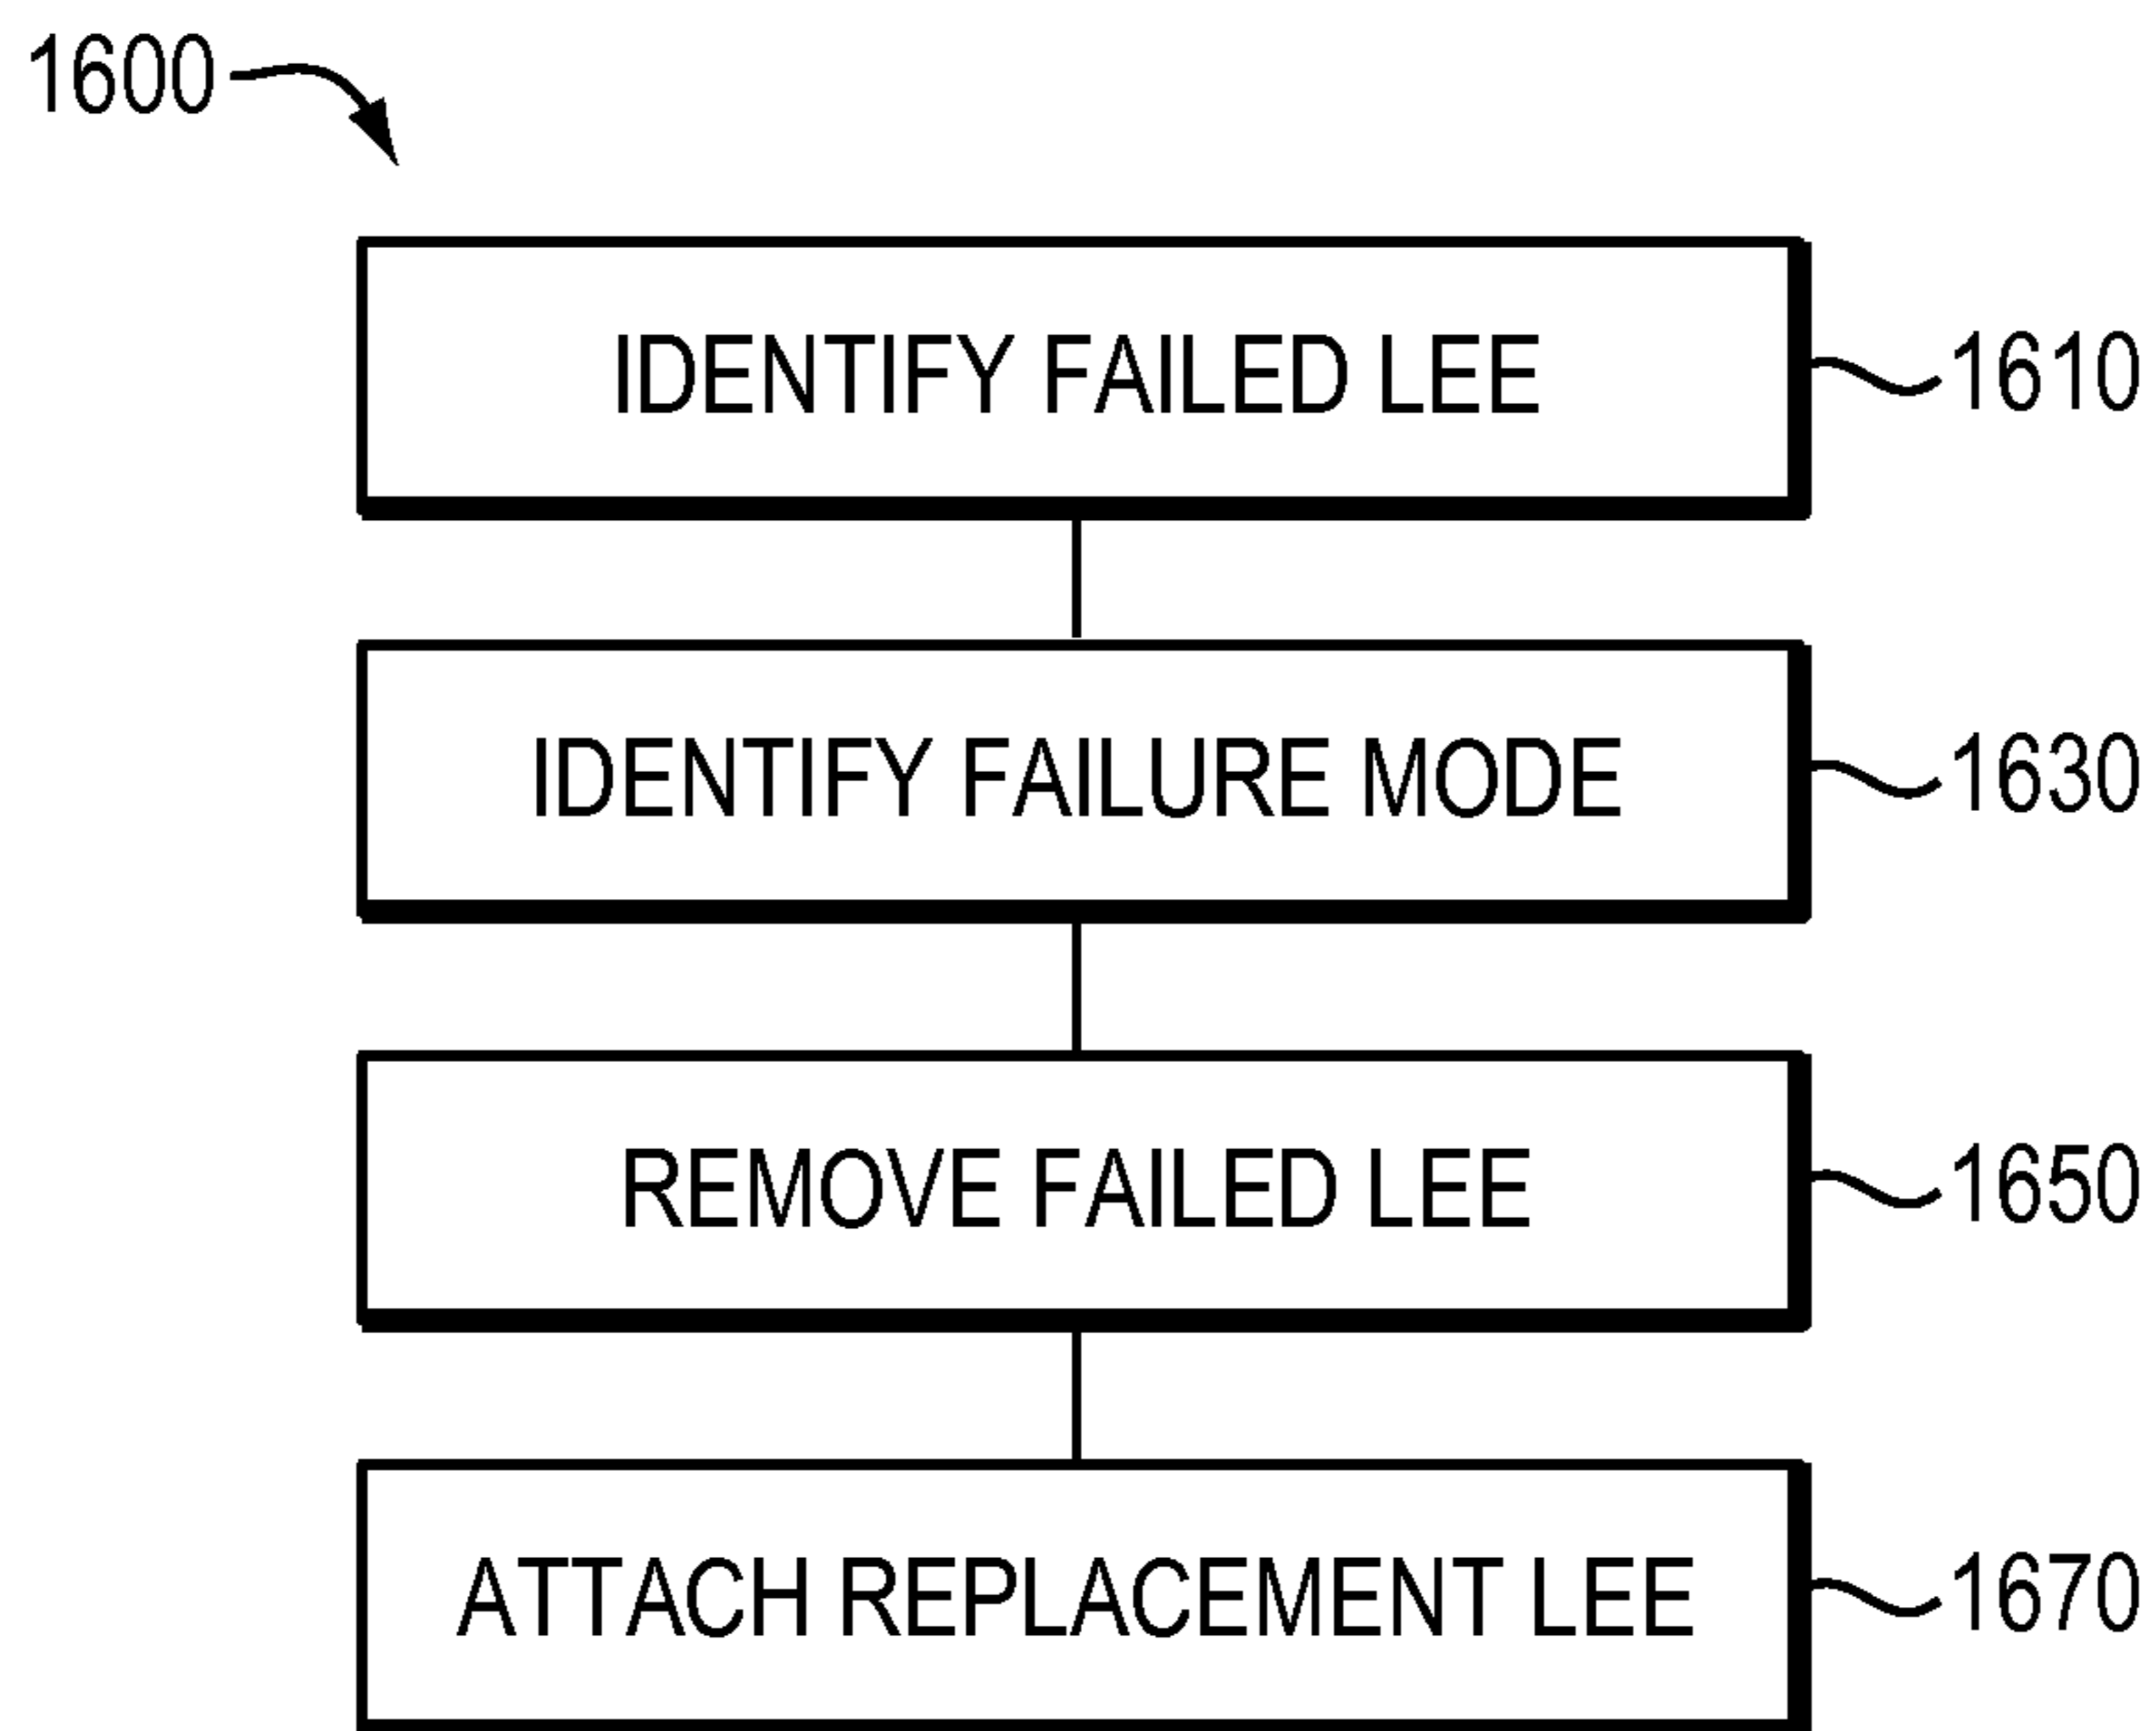 1600
IDENTIFY FAILED LEE
1610
IDENTIFY FAILURE MODE
1630
REMOVE FAILED LEE
1650
ATTACH REPLACEMENT LEE
1670